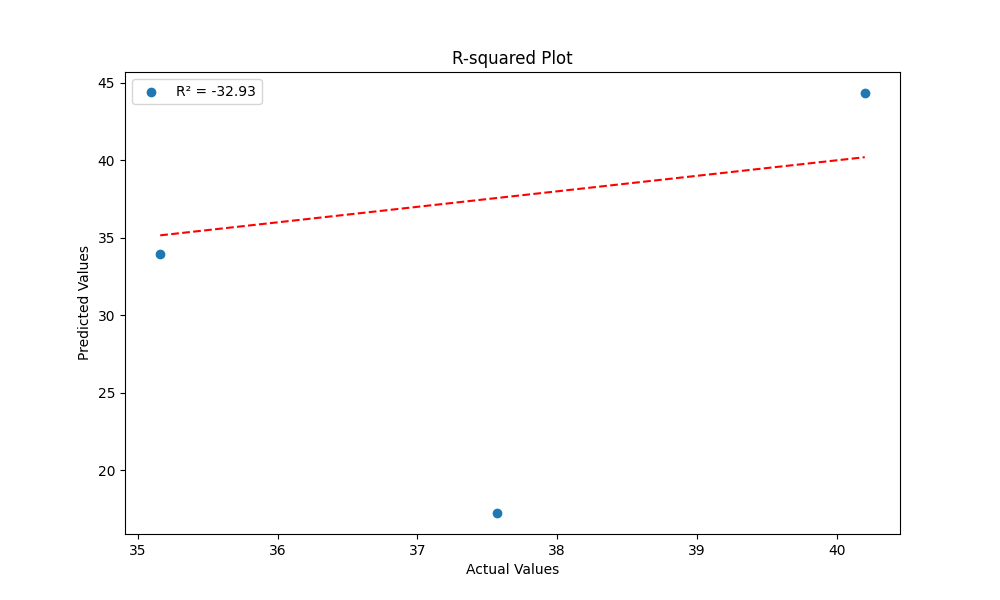 R-squared Plot
R² = -32.93
45
40
35
30
25
20
Predicted Values
35 36 37 38 39 40
Actual Values